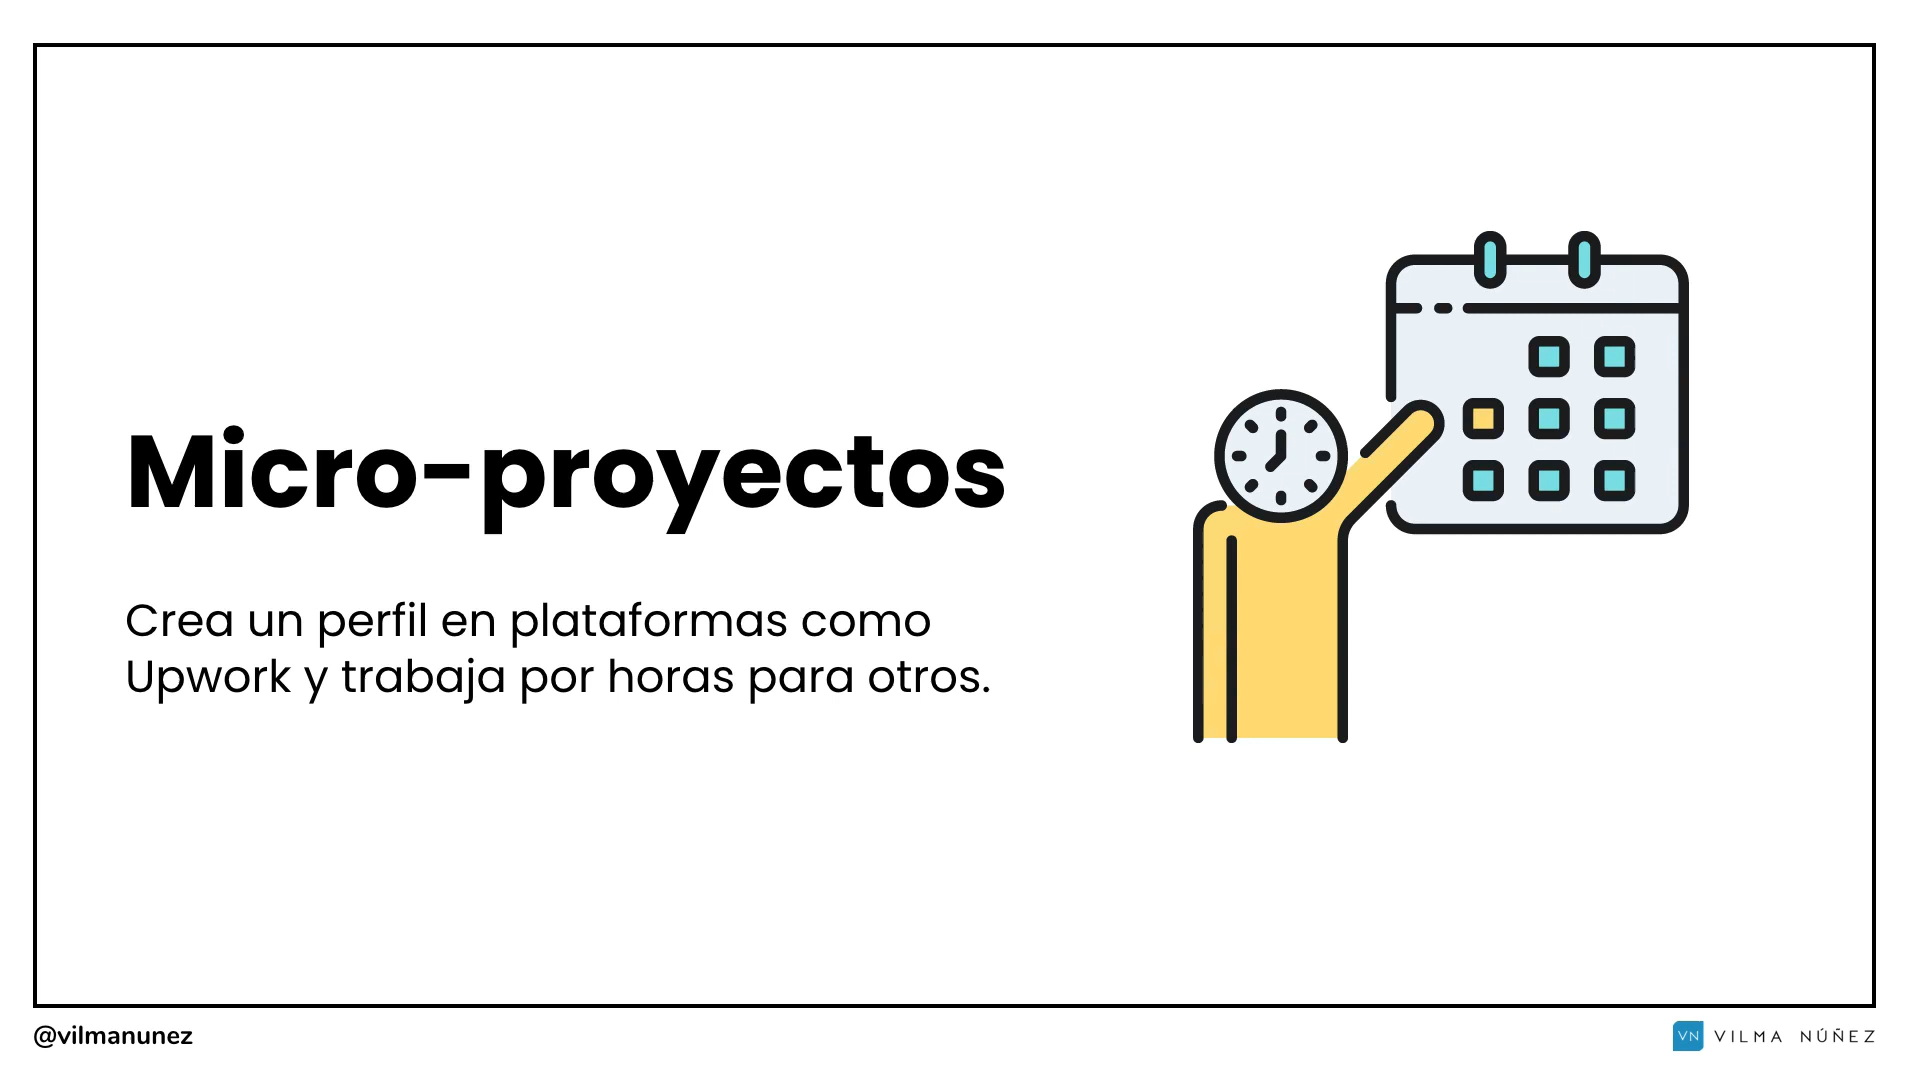 Micro-proyectos
Crea un perfil en plataformas como
Upwork y trabaja por horas para otros.
@vilmanunez
VN VILMA NÚÑEZ